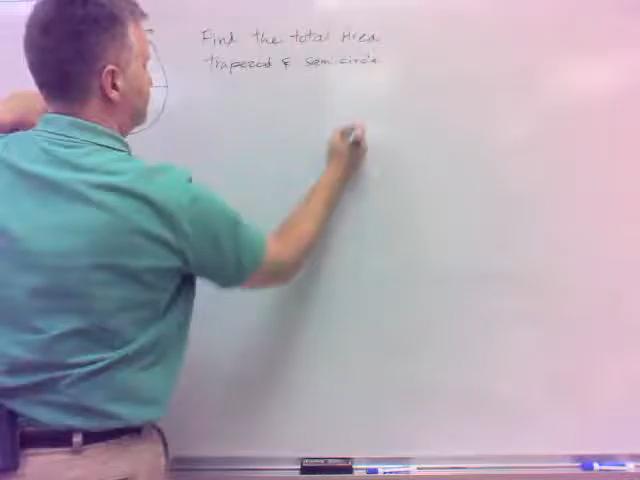 Find the total Area
trapezoid & semi circle